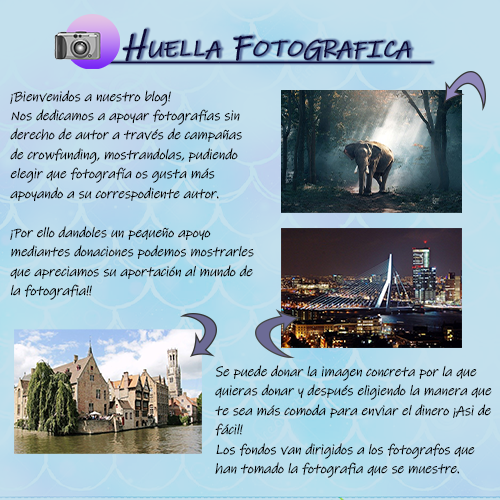 HUELLA FOTOGRAFICA
¡Bienvenidos a nuestro blog!
Nos dedicamos a apoyar fotografías sin
derecho de autor a través de campañas
de crowfunding, mostrandolas, pudiendo
elegir que fotografía os gusta más
apoyando a su correspodiente autor.
¡Por ello dandoles un pequeño apoyo
mediantes donaciones podemos mostrarles
que apreciamos su aportación al mundo de
la fotografia!!
Se puede donar la imagen concreta por la que
quieras donar y después eligiendo la manera que
te sea más comoda para enviar el dinero ¡Asi de
fácil!
Los fondos van dirigidos a los fotografos que
han tomado la fotografia que se muestre.